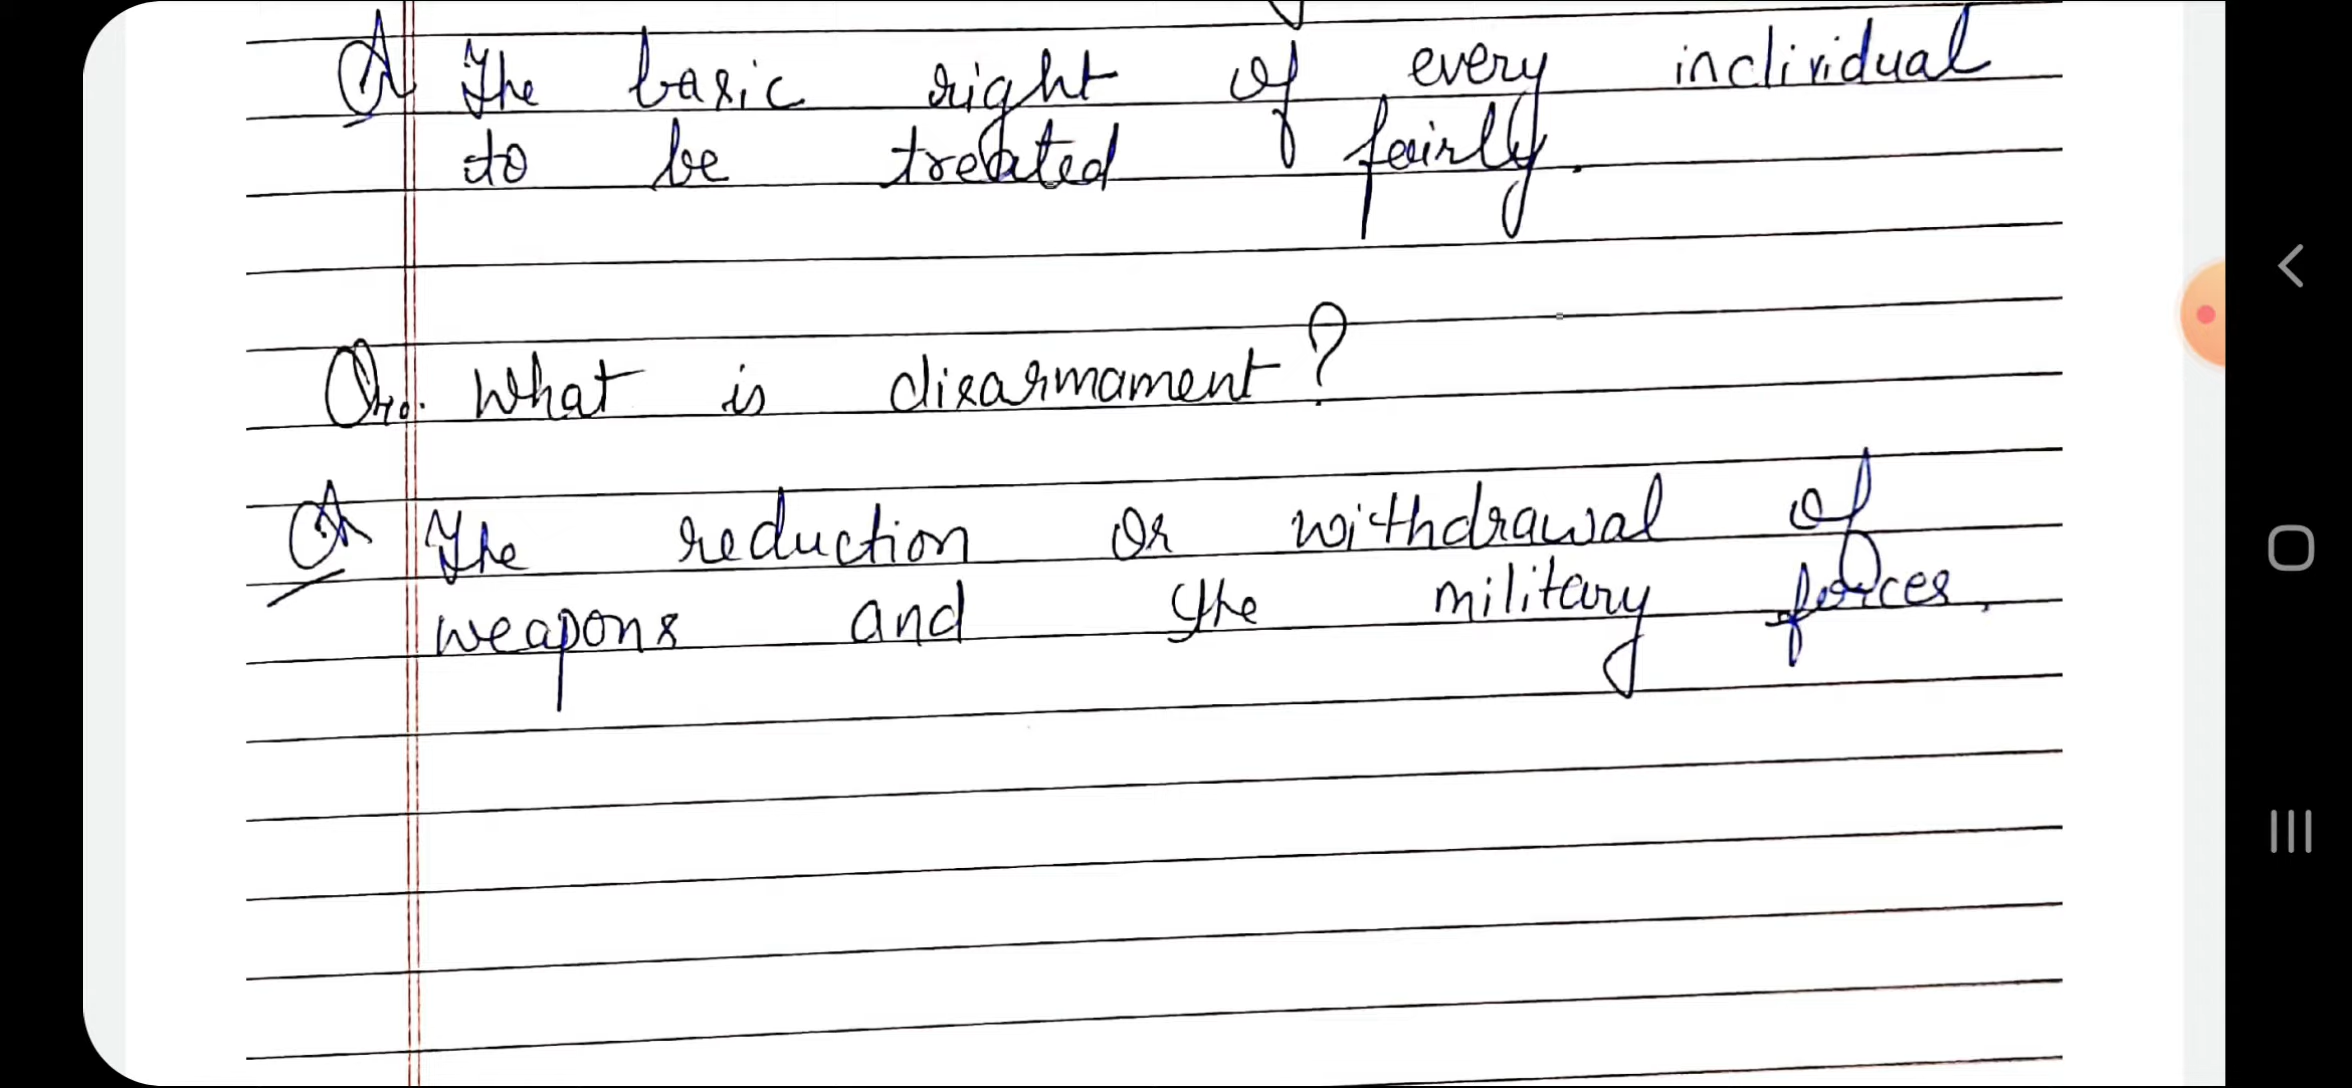 A The basic right of every individual
to be treated fairly.
Q10. What is disarmament?
A The reduction or withdrawal of
weapons and the military forces.